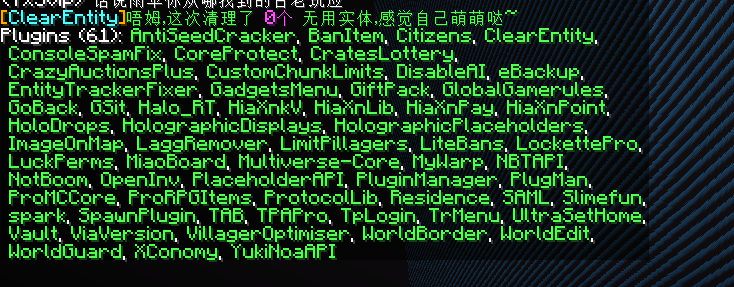 [ClearEntity]唔姆,这次清理了 0个 无用实体,感觉自己萌萌哒~
Plugins (61): AntiSeedCracker, BanItem, Citizens, ClearEntity,
ConsoleSpamFix, CoreProtect, CratesLottery,
CrazyAuctionsPlus, CustomChunkLimits, DisableAI, eBackup,
EntityTrackerFixer, GadgetsMenu, GiftPack, GlobalGamerules,
GoBack, GSit, Halo_RT, HiaXnkV, HiaXnLib, HiaXnPay, HiaXnPoint,
HoloDrops, HolographicDisplays, HolographicPlaceholders,
ImageOnMap, LaggRemover, LimitPillagers, LiteBans, LockettePro,
LuckPerms, MiaoBoard, Multiverse-Core, MyWarp, NBTAPI,
NotBoom, OpenInv, PlaceholderAPI, PluginManager, PlugMan,
ProMCCore, ProRPGItems, ProtocolLib, Residence, SAML, Slimefun,
spark, SpawnPlugin, TAB, TPAPro, TpLogin, TrMenu, UltraSetHome,
Vault, ViaVersion, VillagerOptimiser, WorldBorder, WorldEdit,
WorldGuard, XConomy, YukiNoaAPI